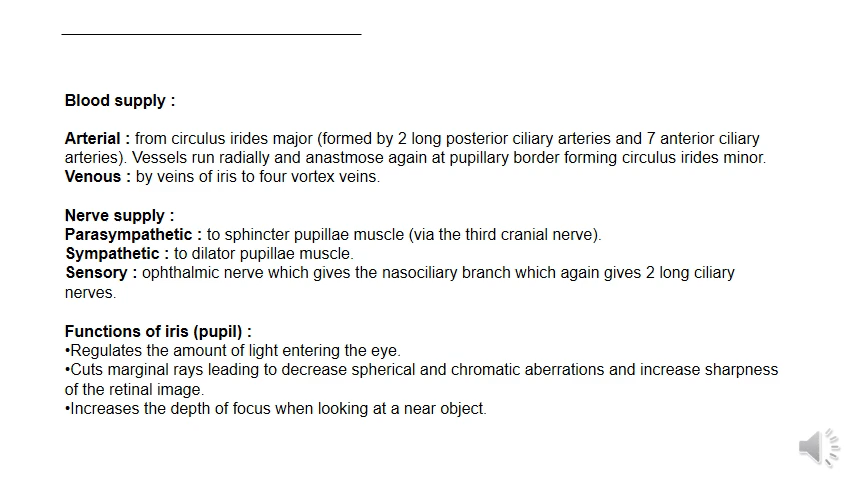 Blood supply :
Arterial : from circulus irides major (formed by 2 long posterior ciliary arteries and 7 anterior ciliary
arteries). Vessels run radially and anastmose again at pupillary border forming circulus irides minor.
Venous : by veins of iris to four vortex veins.
Nerve supply :
Parasympathetic : to sphincter pupillae muscle (via the third cranial nerve).
Sympathetic : to dilator pupillae muscle.
Sensory : ophthalmic nerve which gives the nasociliary branch which again gives 2 long ciliary
nerves.
Functions of iris (pupil) :
•Regulates the amount of light entering the eye.
•Cuts marginal rays leading to decrease spherical and chromatic aberrations and increase sharpness
of the retinal image.
•Increases the depth of focus when looking at a near object.